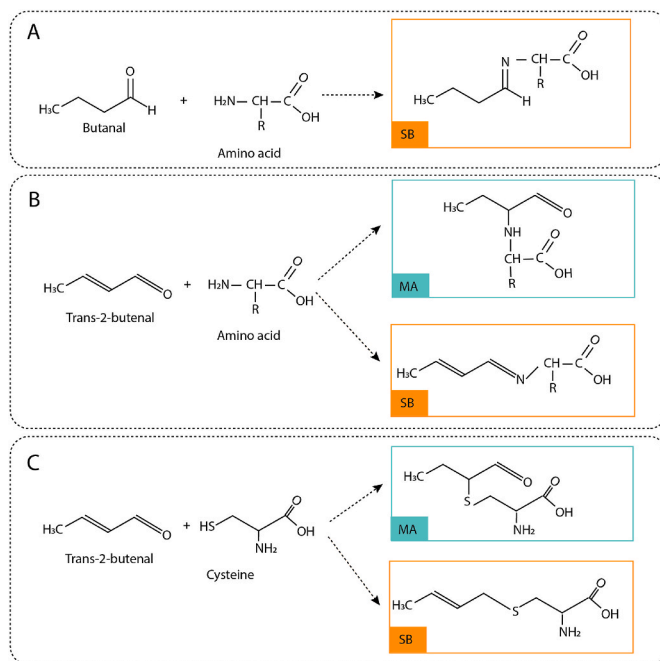 A
O
H₃C
H
Butanal
+
H₂N
CH
C
O
OH
R
Amino acid
N
CH
C
O
OH
R
H₃C
H
SB
B
H₃C
O
Trans-2-butenal
+
H₂N
CH
C
O
OH
R
Amino acid
H₃C
O
NH
CH
C
O
OH
R
MA
H₃C
N
CH
C
O
OH
R
SB
C
H₃C
O
Trans-2-butenal
+
HS
O
OH
NH₂
Cysteine
H₃C
O
S
O
OH
NH₂
MA
H₃C
S
O
OH
NH₂
SB